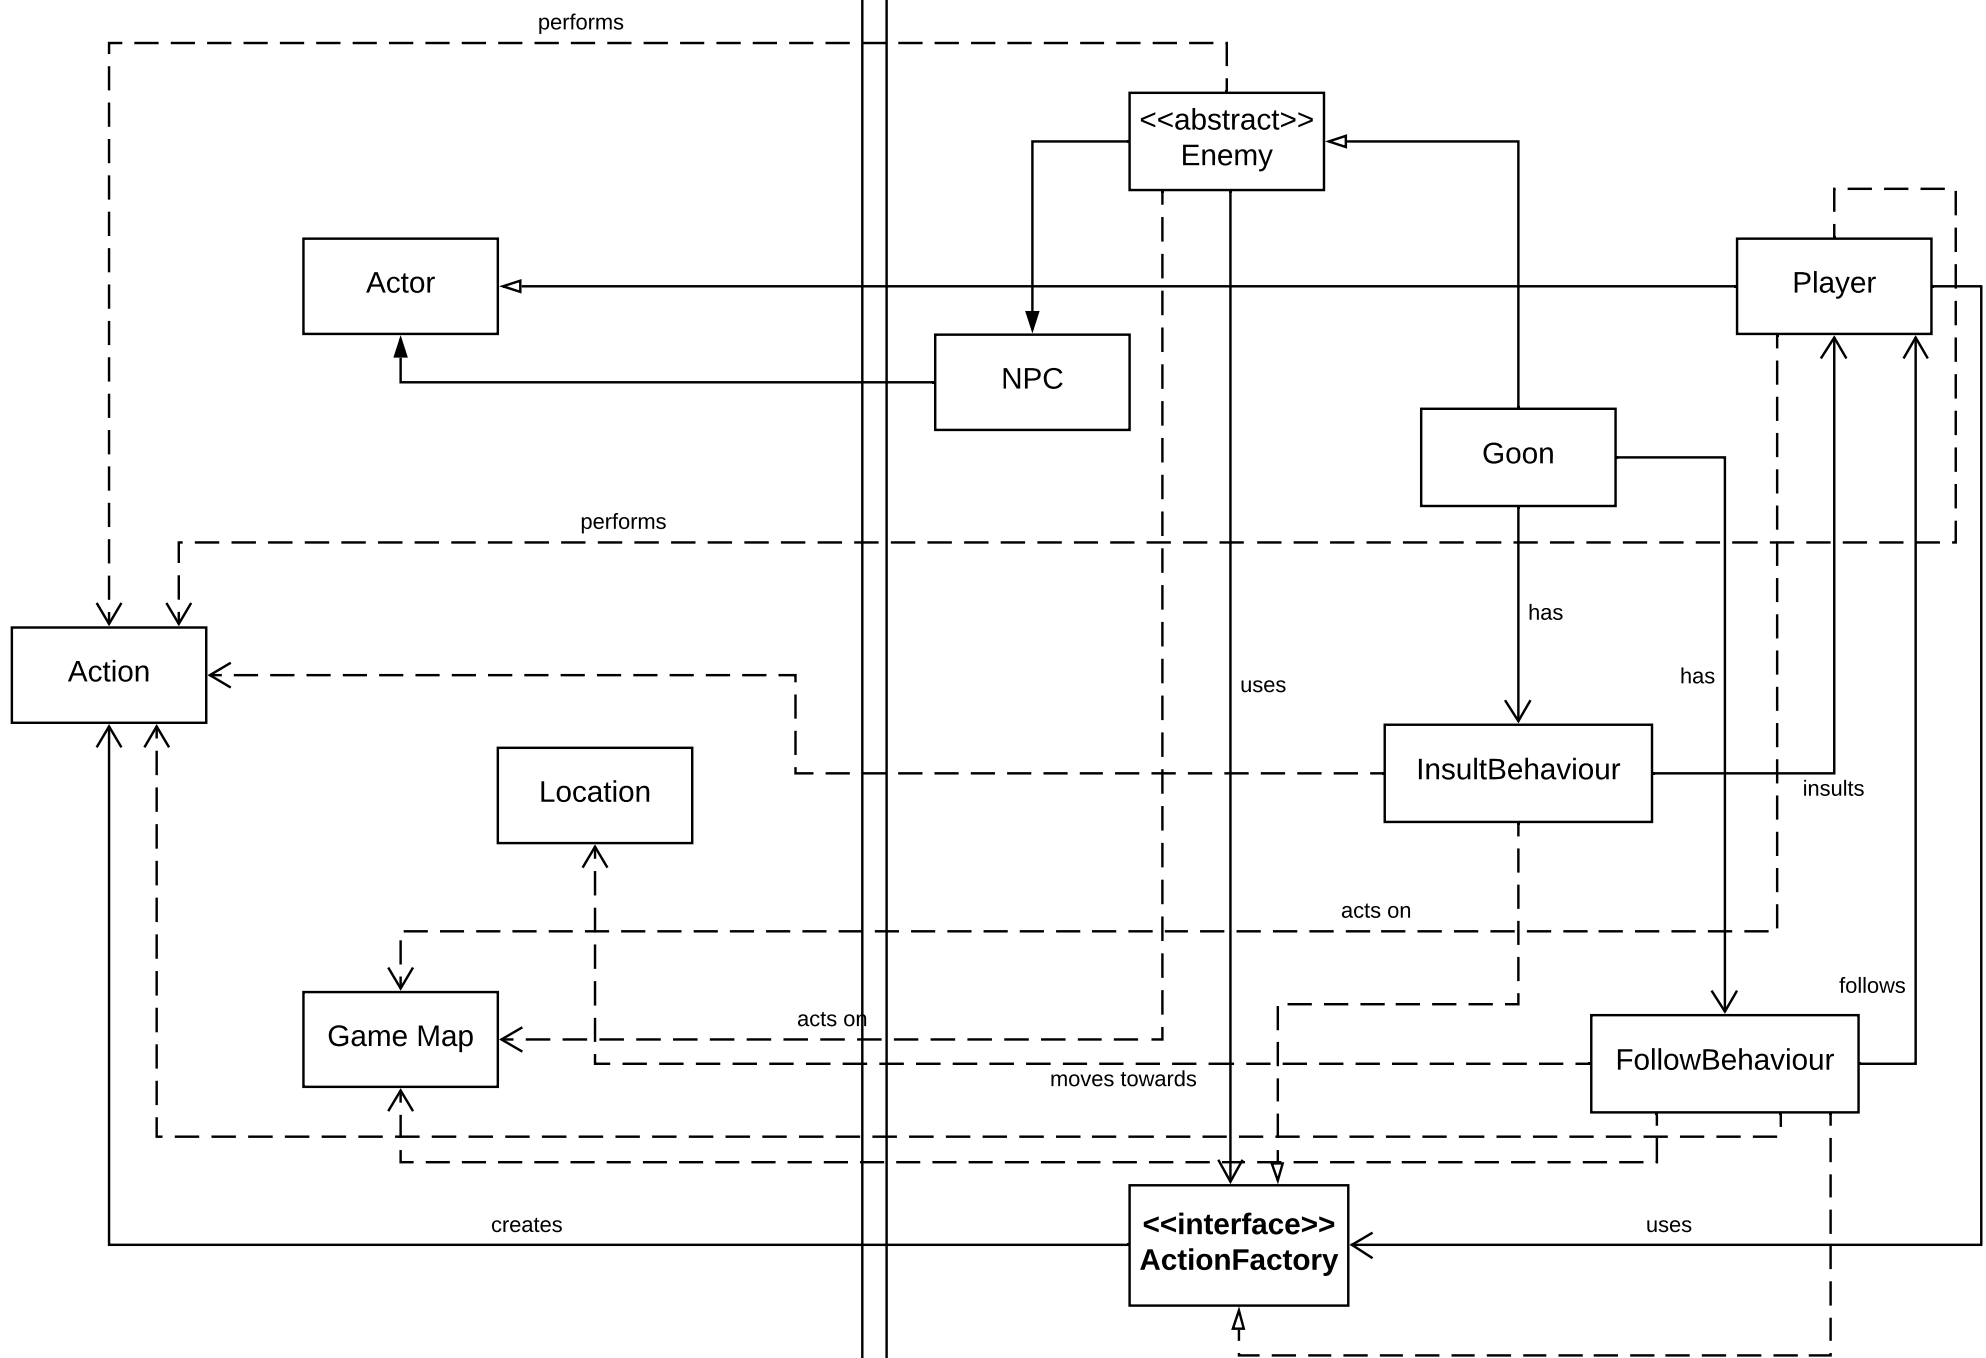 performs
<<abstract>>
Enemy
Actor
Player
NPC
Goon
performs
has
Action
uses
has
Location
InsultBehaviour
insults
acts on
follows
acts on
Game Map
FollowBehaviour
moves towards
creates
<<interface>>
ActionFactory
uses